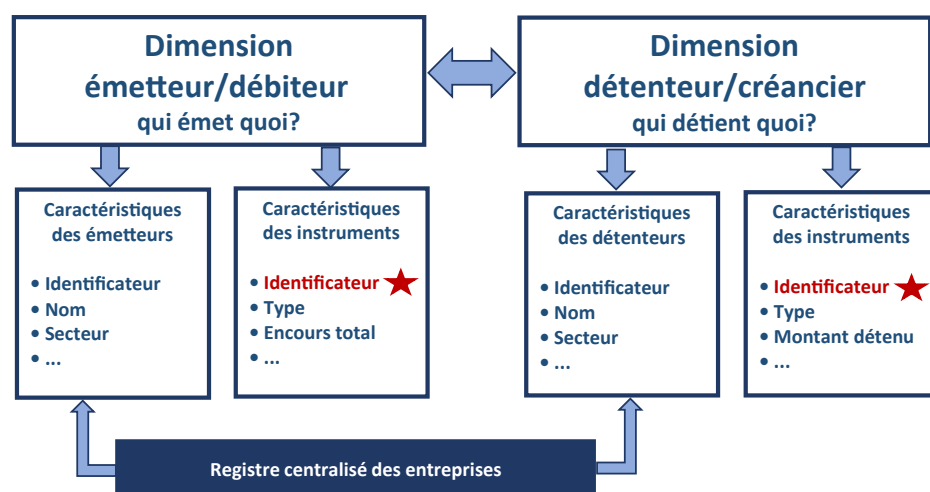 Dimension
émetteur/débiteur
qui émet quoi?
Dimension
détenteur/créancier
qui détient quoi?
Caractéristiques
des émetteurs
• Identificateur
• Nom
• Secteur
• ...
Caractéristiques
des instruments
• Identificateur
• Type
• Encours total
• ...
Caractéristiques
des détenteurs
• Identificateur
• Nom
• Secteur
• ...
Caractéristiques
des instruments
• Identificateur
• Type
• Montant détenu
• ...
Registre centralisé des entreprises